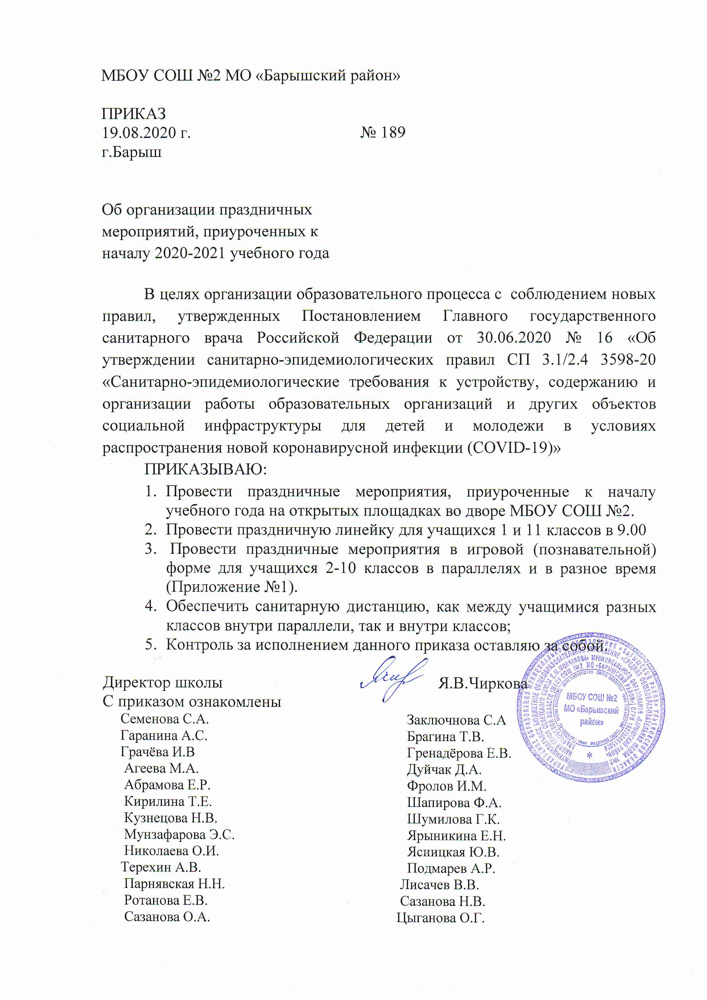 МБОУ СОШ №2 МО «Барышский район»
ПРИКАЗ
19.08.2020 г. № 189
г.Барыш
Об организации праздничных
мероприятий, приуроченных к
началу 2020-2021 учебного года
В целях организации образовательного процесса с соблюдением новых
правил, утвержденных Постановлением Главного государственного
санитарного врача Российской Федерации от 30.06.2020 № 16 «Об
утверждении санитарно-эпидемиологических правил СП 3.1/2.4 3598-20
«Санитарно-эпидемиологические требования к устройству, содержанию и
организации работы образовательных организаций и других объектов
социальной инфраструктуры для детей и молодежи в условиях
распространения новой коронавирусной инфекции (COVID-19)»
ПРИКАЗЫВАЮ:
1. Провести праздничные мероприятия, приуроченные к началу
учебного года на открытых площадках во дворе МБОУ СОШ №2.
2. Провести праздничную линейку для учащихся 1 и 11 классов в 9.00
3. Провести праздничные мероприятия в игровой (познавательной)
форме для учащихся 2-10 классов в параллелях и в разное время
(Приложение №1).
4. Обеспечить санитарную дистанцию, как между учащимися разных
классов внутри параллели, так и внутри классов;
5. Контроль за исполнением данного приказа оставляю за собой.
Директор школы Я.В.Чиркова
С приказом ознакомлены
Семенова С.А. Заключнова С.А
Гаранина А.С. Брагина Т.В.
Грачёва И.В Гренадёрова Е.В.
Агеева М.А. Дуйчак Д.А.
Абрамова Е.Р. Фролов И.М.
Кирилина Т.Е. Шапирова Ф.А.
Кузнецова Н.В. Шумилова Г.К.
Мунзафарова Э.С. Ярыникина Е.Н.
Николаева О.И. Ясницкая Ю.В.
Терехин А.В. Подмарев А.Р.
Парнявская Н.Н. Лисачев В.В.
Ротанова Е.В. Сазанова Н.В.
Сазанова О.А. Цыганова О.Г.
МБОУ СОШ №2
МО «Барышский
район»